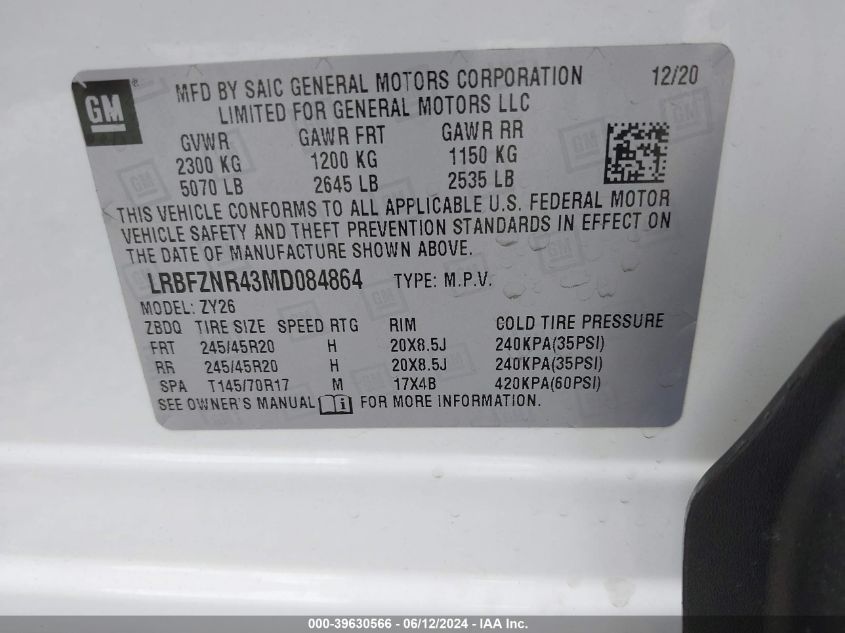 GM ®
MFD BY SAIC GENERAL MOTORS CORPORATION 12/20
LIMITED FOR GENERAL MOTORS LLC
GVWR GAWR FRT GAWR RR
2300 KG 1200 KG 1150 KG
5070 LB 2645 LB 2535 LB
THIS VEHICLE CONFORMS TO ALL APPLICABLE U.S. FEDERAL MOTOR
VEHICLE SAFETY AND THEFT PREVENTION STANDARDS IN EFFECT ON
THE DATE OF MANUFACTURE SHOWN ABOVE.
LRBFZNR43MD084864 TYPE: M.P.V.
MODEL: ZY26
ZBDQ TIRE SIZE SPEED RTG RIM COLD TIRE PRESSURE
FRT 245/45R20 H 20X8.5J 240KPA(35PSI)
RR 245/45R20 H 20X8.5J 240KPA(35PSI)
SPA T145/70R17 M 17X4B 420KPA(60PSI)
SEE OWNER'S MANUAL i FOR MORE INFORMATION.
000-39630566 - 06/12/2024 - IAA Inc.